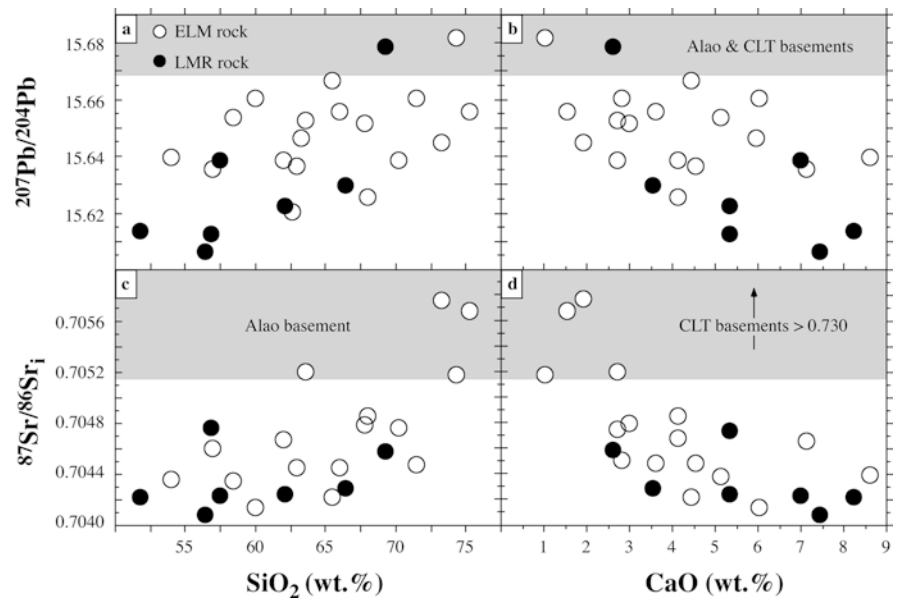 a
ELM rock
LMR rock
b
Alao & CLT basements
15.68
15.66
15.64
15.62
207Pb/204Pb
c
Alao basement
d
CLT basements > 0.730
0.7056
0.7052
0.7048
0.7044
0.7040
87Sr/86Sri
55 60 65 70 75
1 2 3 4 5 6 7 8 9
SiO2 (wt.%)
CaO (wt.%)